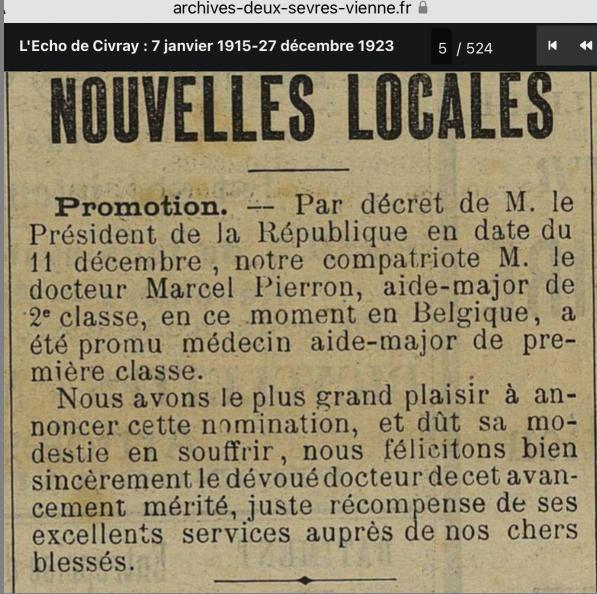 archives-deux-sevres-vienne.fr
L'Echo de Civray : 7 janvier 1915-27 décembre 1923 5 / 524
NOUVELLES LOCALES
Promotion. — Par décret de M. le
Président de la République en date du
11 décembre, notre compatriote M. le
docteur Marcel Pierron, aide-major de
2e classe, en ce moment en Belgique, a
été promu médecin aide-major de pre-
mière classe.
Nous avons le plus grand plaisir à an-
noncer cette nomination, et dût sa mo-
destie en souffrir, nous félicitons bien
sincèrement le dévoué docteur de cet avan-
cement mérité, juste récompense de ses
excellents services auprès de nos chers
blessés.